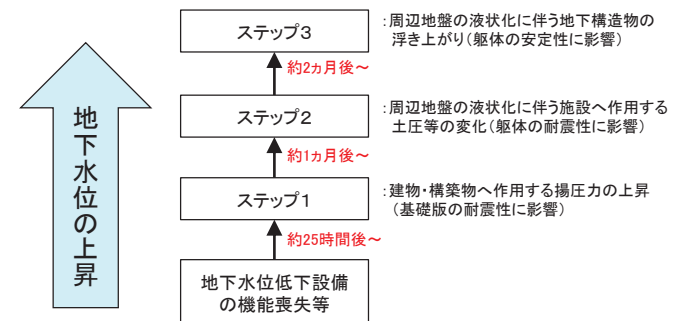 地下水位の上昇
ステップ3
:周辺地盤の液状化に伴う地下構造物の
浮き上がり(躯体の安定性に影響)
約2ヵ月後~
ステップ2
:周辺地盤の液状化に伴う施設へ作用する
土圧等の変化(躯体の耐震性に影響)
約1ヵ月後~
ステップ1
:建物・構築物へ作用する揚圧力の上昇
(基礎版の耐震性に影響)
約25時間後~
地下水位低下設備
の機能喪失等